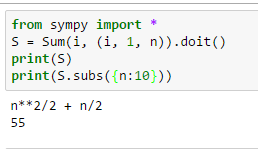 from sympy import *
S = Sum(i, (i, 1, n)).doit()
print(S)
print(S.subs({n:10}))
n**2/2 + n/2
55